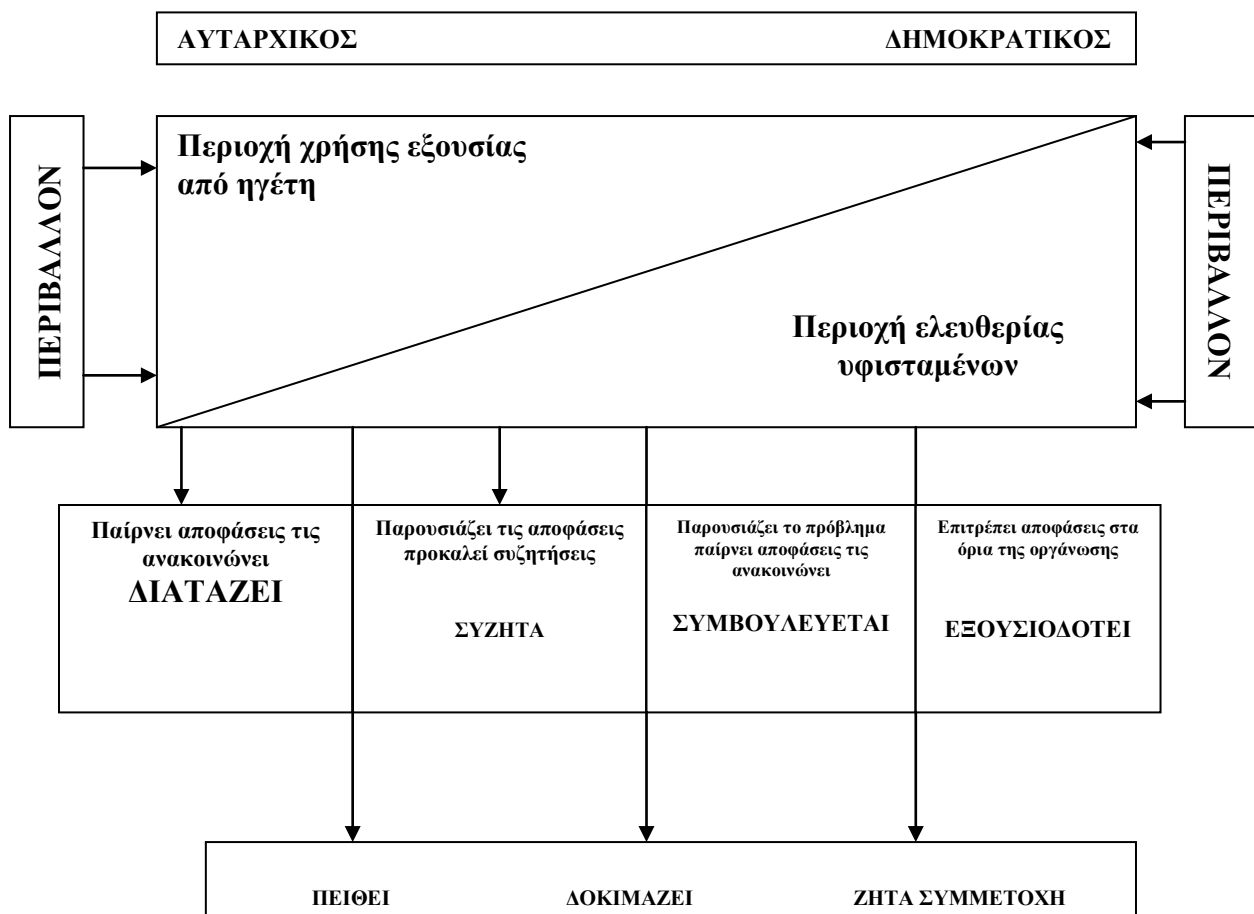 ΑΥΤΑΡΧΙΚΟΣ ΔΗΜΟΚΡΑΤΙΚΟΣ
ΠΕΡΙΒΑΛΛΟΝ
Περιοχή χρήσης εξουσίας
από ηγέτη
Περιοχή ελευθερίας
υφισταμένων
ΠΕΡΙΒΑΛΛΟΝ
Παίρνει αποφάσεις τις
ανακοινώνει
ΔΙΑΤΑΖΕΙ
Παρουσιάζει τις αποφάσεις
προκαλεί συζητήσεις
ΣΥΖΗΤΑ
Παρουσιάζει το πρόβλημα
παίρνει αποφάσεις τις
ανακοινώνει
ΣΥΜΒΟΥΛΕΥΕΤΑΙ
Επιτρέπει αποφάσεις στα
όρια της οργάνωσης
ΕΞΟΥΣΙΟΔΟΤΕΙ
ΠΕΙΘΕΙ ΔΟΚΙΜΑΖΕΙ ΖΗΤΑ ΣΥΜΜΕΤΟΧΗ